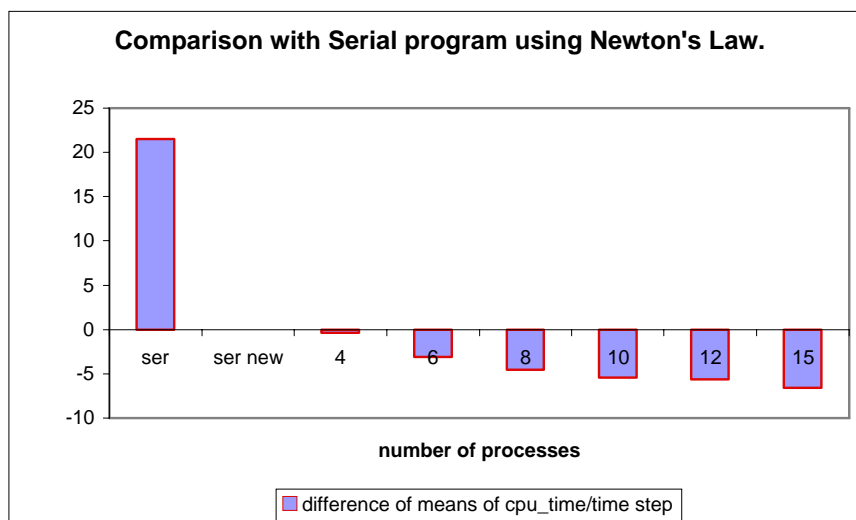 Comparison with Serial program using Newton's Law.
25
20
15
10
5
0
-5
-10
ser ser new 4 6 8 10 12 15
number of processes
difference of means of cpu_time/time step